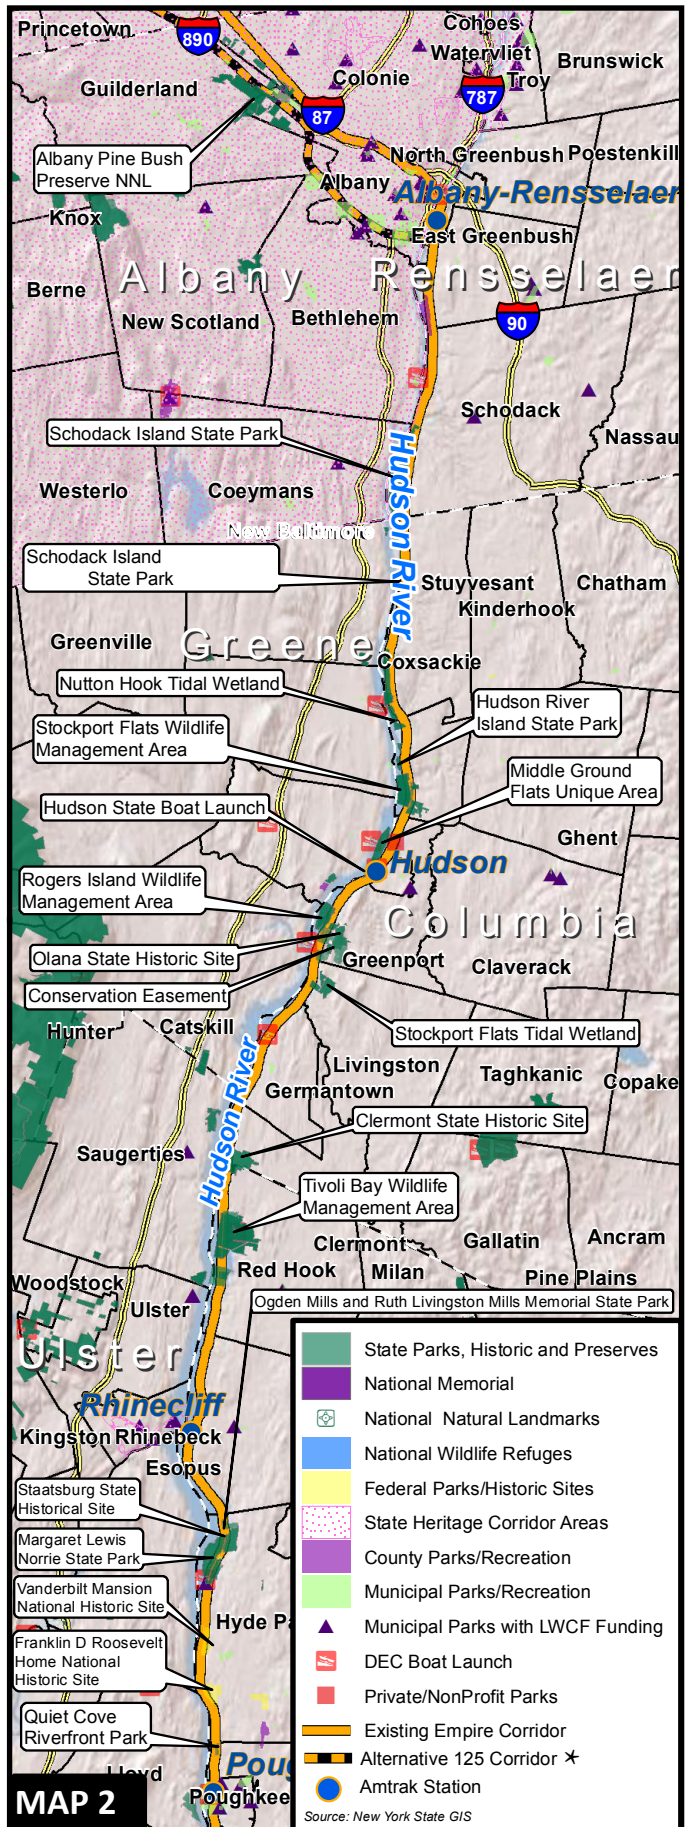 Princetown
890
Cohoes
Watervliet
Brunswick
Troy
Colonie
Guilderland
787
87
Albany Pine Bush
Preserve NNL
North Greenbush
Poestenkill
Albany
Albany-Rensselaer
Knox
East Greenbush
Albany
Rensselaer
Berne
New Scotland
Bethlehem
90
Schodack
Schodack Island State Park
Nassau
Hudson River
Westerlo
Coeymans
New Baltimore
Schodack Island
State Park
Stuyvesant
Chatham
Kinderhook
Greenville
Greene
Coxsackie
Nutton Hook Tidal Wetland
Hudson River
Island State Park
Stockport Flats Wildlife
Management Area
Middle Ground
Flats Unique Area
Hudson State Boat Launch
Ghent
Hudson
Rogers Island Wildlife
Management Area
Columbia
Olana State Historic Site
Greenport
Claverack
Conservation Easement
Hunter
Catskill
Stockport Flats Tidal Wetland
Livingston
Taghkanic
Copake
Germantown
Hudson River
Clermont State Historic Site
Saugerties
Tivoli Bay Wildlife
Management Area
Clermont
Gallatin
Ancram
Red Hook
Milan
Pine Plains
Woodstock
Ulster
Ogden Mills and Ruth Livingston Mills Memorial State Park
Ulster
Rhinecliff
Kingston
Rhinebeck
Esopus
Staatsburg State
Historical Site
Margaret Lewis
Norrie State Park
Vanderbilt Mansion
National Historic Site
Hyde Pa
Franklin D Roosevelt
Home National
Historic Site
Quiet Cove
Riverfront Park
Lloyd
Poug
Poughkee
MAP 2
State Parks, Historic and Preserves
National Memorial
National Natural Landmarks
National Wildlife Refuges
Federal Parks/Historic Sites
State Heritage Corridor Areas
County Parks/Recreation
Municipal Parks/Recreation
Municipal Parks with LWCF Funding
DEC Boat Launch
Private/NonProfit Parks
Existing Empire Corridor
Alternative 125 Corridor *
Amtrak Station
Source: New York State GIS